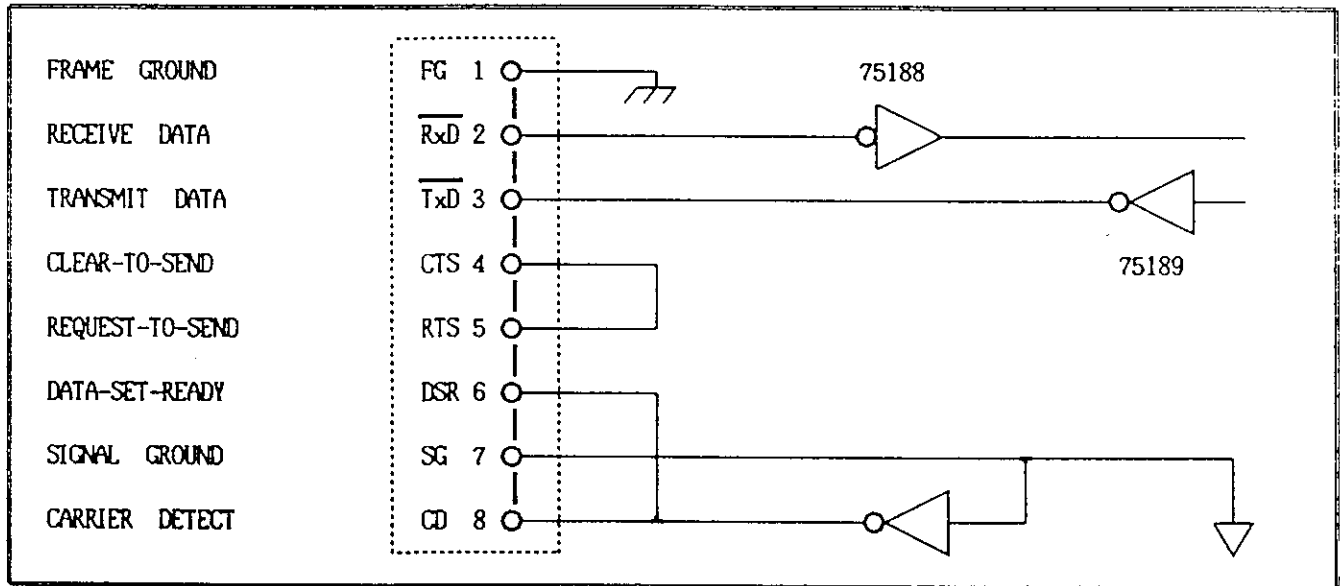 FRAME GROUND FG 1 75188
RECEIVE DATA RxD 2
TRANSMIT DATA TxD 3
CLEAR-TO-SEND CTS 4 75189
REQUEST-TO-SEND RTS 5
DATA-SET-READY DSR 6
SIGNAL GROUND SG 7
CARRIER DETECT CD 8